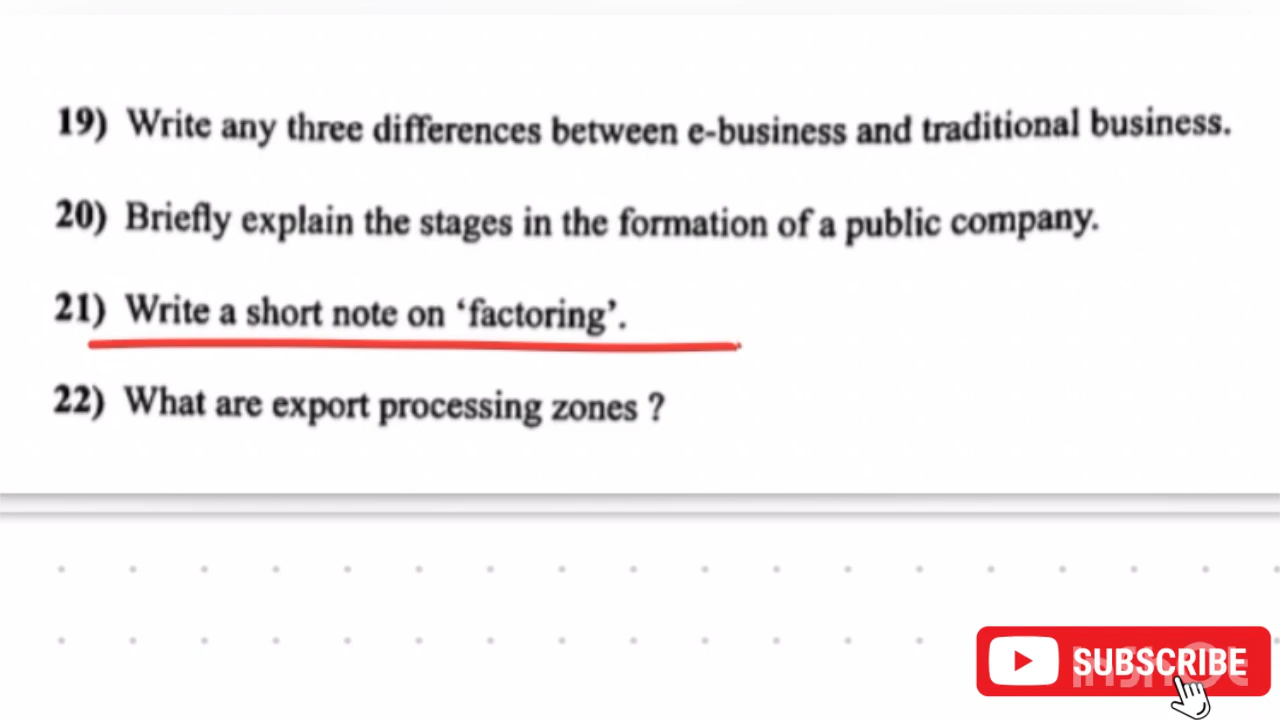 19) Write any three differences between e-business and traditional business.
20) Briefly explain the stages in the formation of a public company.
21) Write a short note on ‘factoring’.
22) What are export processing zones ?
SUBSCRIBE
InShOt